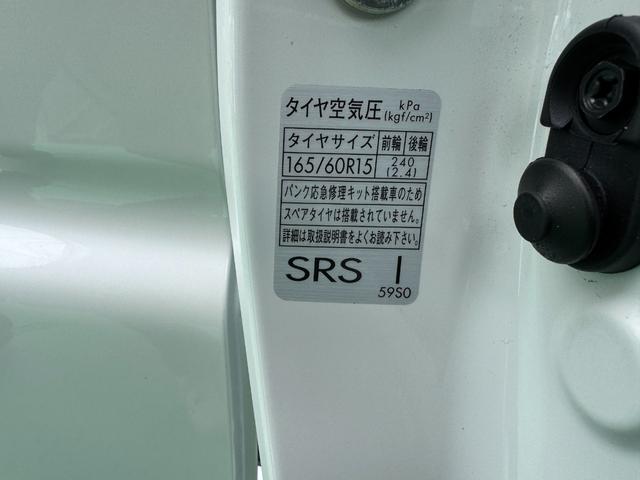 タイヤ空気圧 kPa (kgf/cm²)
タイヤサイズ 前輪 後輪
165/60R15 240 (2.4)
パンク応急修理キット搭載車のため
スペアタイヤは搭載されていません。
詳細は取扱説明書をよくお読み下さい。
SRS I
59S0